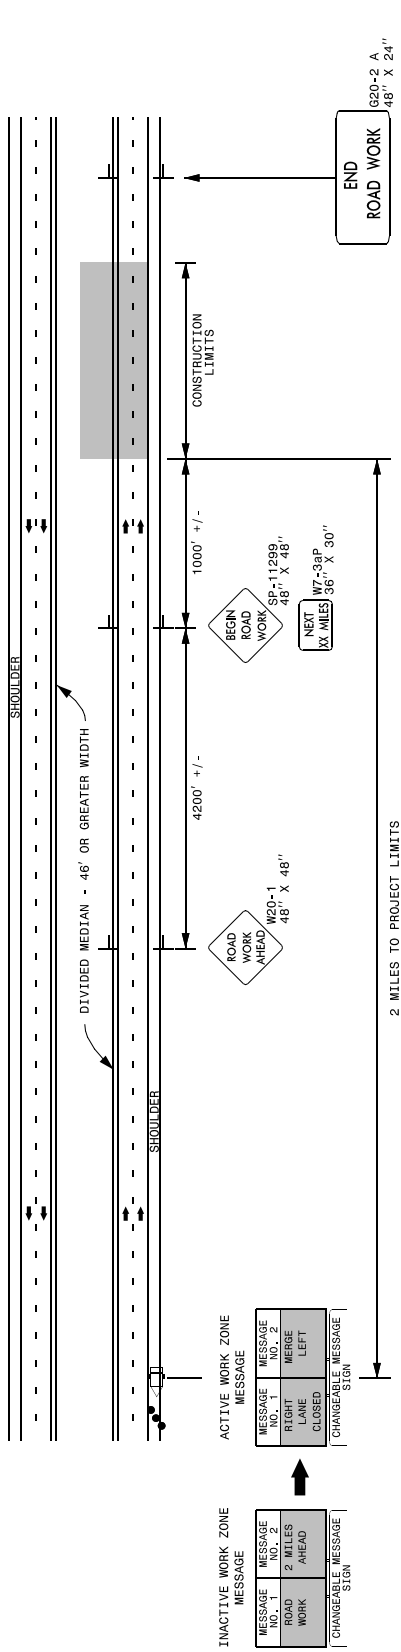 SHOULDER
DIVIDED MEDIAN - 46' OR GREATER WIDTH
SHOULDER
INACTIVE WORK ZONE
MESSAGE
MESSAGE
NO. 1
MESSAGE
NO. 2
ROAD
WORK
2 MILES
AHEAD
CHANGEABLE MESSAGE
SIGN
ACTIVE WORK ZONE
MESSAGE
MESSAGE
NO. 1
MESSAGE
NO. 2
RIGHT
LANE
CLOSED
MERGE
LEFT
CHANGEABLE MESSAGE
SIGN
4200' +/-
1000' +/-
CONSTRUCTION
LIMITS
ROAD
WORK
AHEAD
W20-1
48" X 48"
BEGIN
ROAD
WORK
SP-11299
48" X 48"
NEXT
XX MILES
W7-3aP
36" X 30"
END
ROAD WORK
G20-2 A
48" X 24"
2 MILES TO PROJECT LIMITS